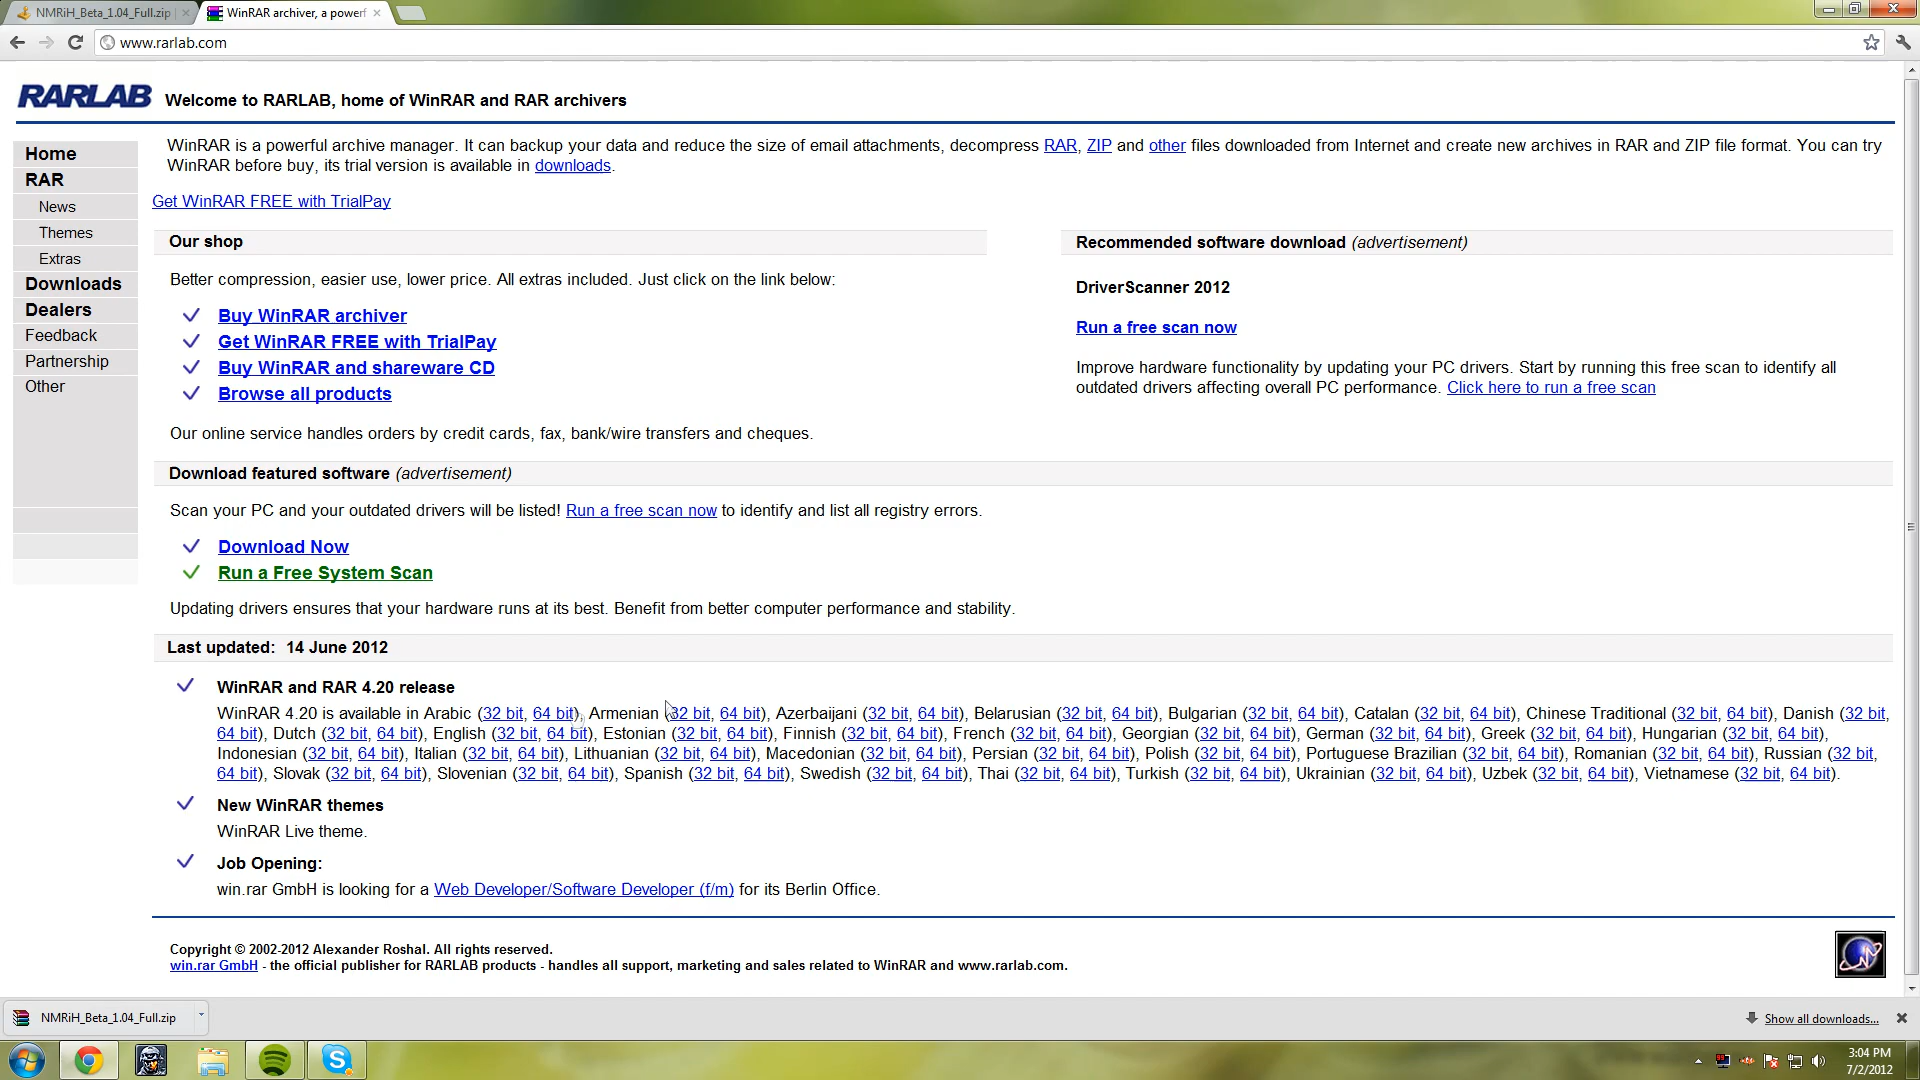 NMRiH_Beta_1.04_Full.zip
WinRAR archiver, a powerf
www.rarlab.com
RARLAB Welcome to RARLAB, home of WinRAR and RAR archivers
Home
RAR
News
Themes
Extras
Downloads
Dealers
Feedback
Partnership
Other
WinRAR is a powerful archive manager. It can backup your data and reduce the size of email attachments, decompress RAR, ZIP and other files downloaded from Internet and create new archives in RAR and ZIP file format. You can try
WinRAR before buy, its trial version is available in downloads.
Get WinRAR FREE with TrialPay
Our shop
Better compression, easier use, lower price. All extras included. Just click on the link below:
Buy WinRAR archiver
Get WinRAR FREE with TrialPay
Buy WinRAR and shareware CD
Browse all products
Our online service handles orders by credit cards, fax, bank/wire transfers and cheques.
Recommended software download (advertisement)
DriverScanner 2012
Run a free scan now
Improve hardware functionality by updating your PC drivers. Start by running this free scan to identify all
outdated drivers affecting overall PC performance. Click here to run a free scan
Download featured software (advertisement)
Scan your PC and your outdated drivers will be listed! Run a free scan now to identify and list all registry errors.
Download Now
Run a Free System Scan
Updating drivers ensures that your hardware runs at its best. Benefit from better computer performance and stability.
Last updated: 14 June 2012
WinRAR and RAR 4.20 release
WinRAR 4.20 is available in Arabic (32 bit, 64 bit), Armenian (32 bit, 64 bit), Azerbaijani (32 bit, 64 bit), Belarusian (32 bit, 64 bit), Bulgarian (32 bit, 64 bit), Catalan (32 bit, 64 bit), Chinese Traditional (32 bit, 64 bit), Danish (32 bit,
64 bit), Dutch (32 bit, 64 bit), English (32 bit, 64 bit), Estonian (32 bit, 64 bit), Finnish (32 bit, 64 bit), French (32 bit, 64 bit), Georgian (32 bit, 64 bit), German (32 bit, 64 bit), Greek (32 bit, 64 bit), Hungarian (32 bit, 64 bit),
Indonesian (32 bit, 64 bit), Italian (32 bit, 64 bit), Lithuanian (32 bit, 64 bit), Macedonian (32 bit, 64 bit), Persian (32 bit, 64 bit), Polish (32 bit, 64 bit), Portuguese Brazilian (32 bit, 64 bit), Romanian (32 bit, 64 bit), Russian (32 bit,
64 bit), Slovak (32 bit, 64 bit), Slovenian (32 bit, 64 bit), Spanish (32 bit, 64 bit), Swedish (32 bit, 64 bit), Thai (32 bit, 64 bit), Turkish (32 bit, 64 bit), Ukrainian (32 bit, 64 bit), Uzbek (32 bit, 64 bit), Vietnamese (32 bit, 64 bit).
New WinRAR themes
WinRAR Live theme.
Job Opening:
win.rar GmbH is looking for a Web Developer/Software Developer (f/m) for its Berlin Office.
Copyright © 2002-2012 Alexander Roshal. All rights reserved.
win.rar GmbH - the official publisher for RARLAB products - handles all support, marketing and sales related to WinRAR and www.rarlab.com.
NMRiH_Beta_1.04_Full.zip
Show all downloads...
3:04 PM
7/2/2012